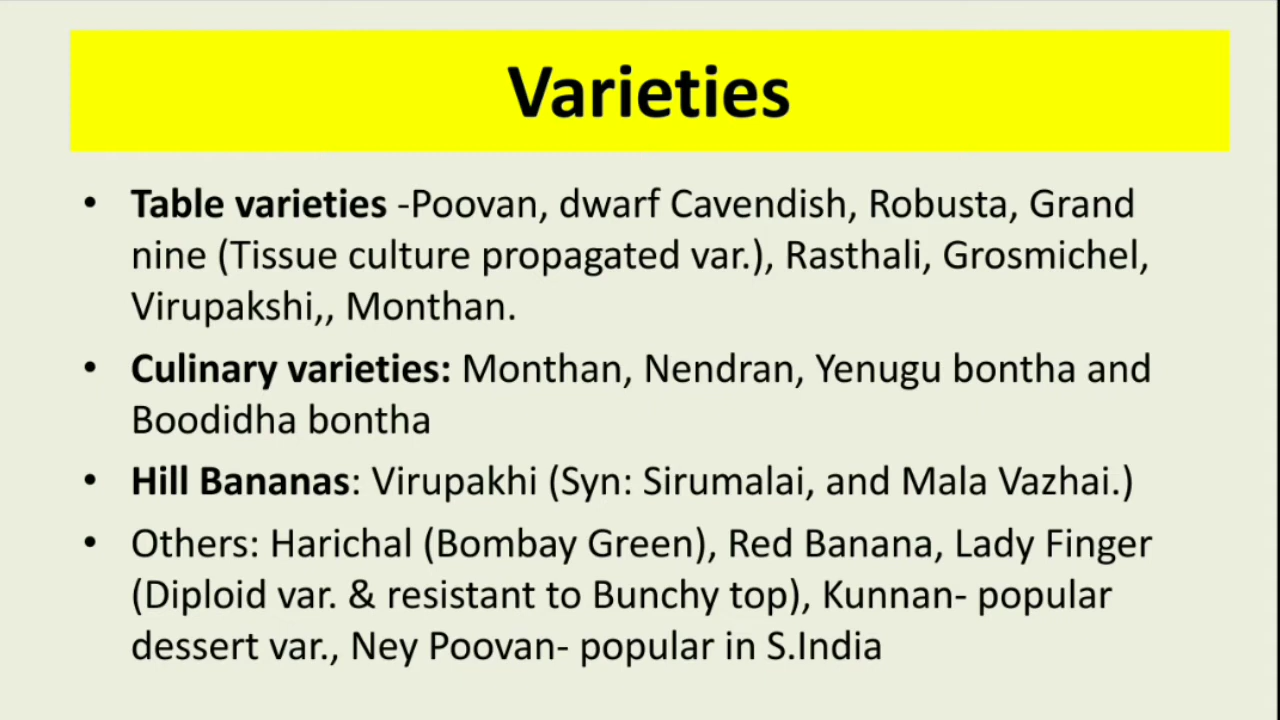 Varieties
• Table varieties -Poovan, dwarf Cavendish, Robusta, Grand
nine (Tissue culture propagated var.), Rasthali, Grosmichel,
Virupakshi,, Monthan.
• Culinary varieties: Monthan, Nendran, Yenugu bontha and
Boodidha bontha
• Hill Bananas: Virupakhi (Syn: Sirumalai, and Mala Vazhai.)
• Others: Harichal (Bombay Green), Red Banana, Lady Finger
(Diploid var. & resistant to Bunchy top), Kunnan- popular
dessert var., Ney Poovan- popular in S.India